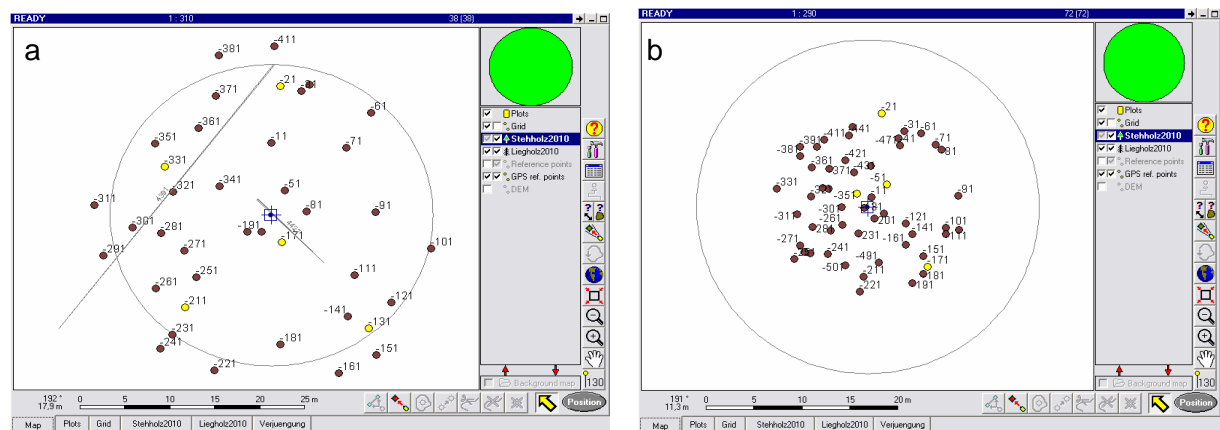 READY 1 : 310 38 (38)
a
-411
-381
-21
-371
-61
-361
-11
-351
-71
-331
-341
-321
-51
4391
-311
-81
-91
-301
-191
-281
-171
-271
-101
-291
-251
-111
-261
-121
-211
-141
-131
-231
-181
-241
-151
-221
-161
Plots
Grid
Stehholz2010
Liegholz2010
Reference points
GPS ref. points
DEM
Background map
130
192 °
17,9 m
0 5 10 15 20 25 m
Position
Map Plots Grid Stehholz2010 Liegholz2010 Verjuengung
READY 1 : 290 72 (72)
b
-21
-411
-31
-61
-391
-71
-381
-81
-421
-361
-371
-51
-331
-11
-91
-351
-301
-311
-201
-261
-121
-101
-281
-231
-141
-111
-271
-161
-241
-151
-491
-171
-501
-211
-181
-221
-191
Plots
Grid
Stehholz2010
Liegholz2010
Reference points
GPS ref. points
DEM
Background map
130
191 °
11,3 m
0 5 10 15 20 m
Position
Map Plots Grid Stehholz2010 Liegholz2010 Verjuengung